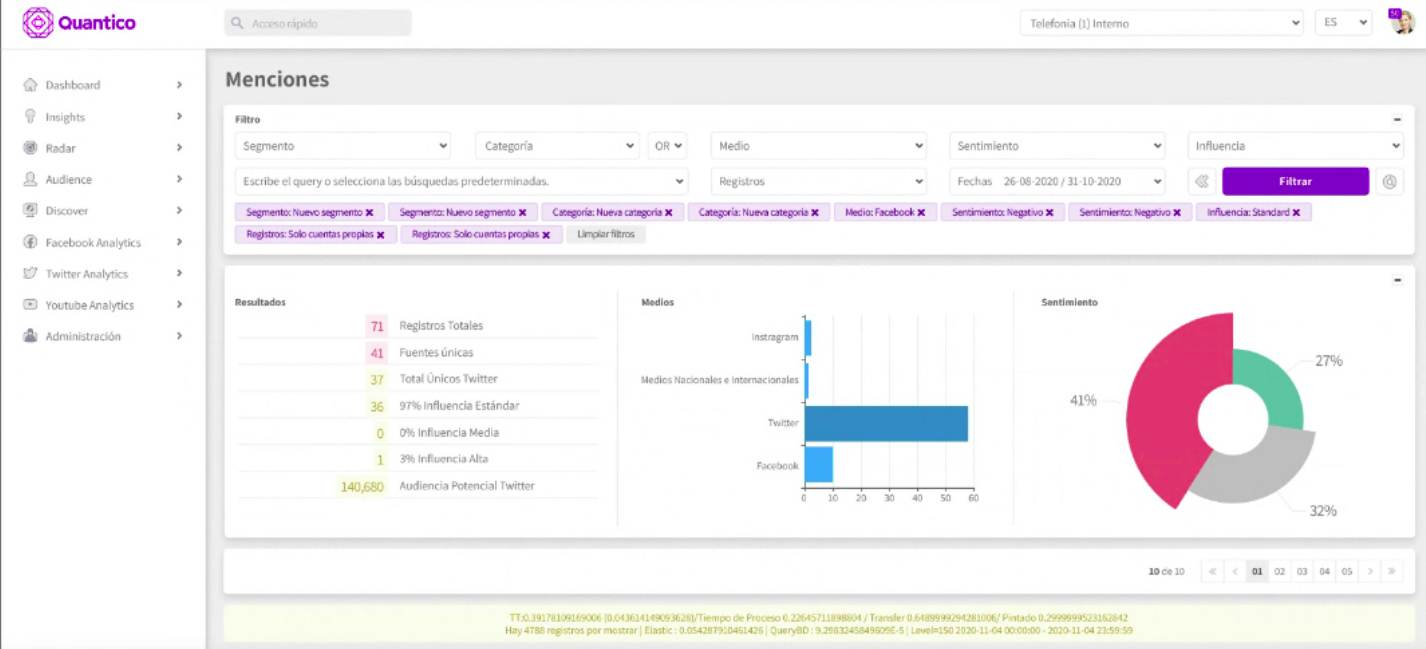 Quantico
Acceso rápido
Telefonia (1) Interno
ES
50
Dashboard
Insights
Radar
Audience
Discover
Facebook Analytics
Twitter Analytics
Youtube Analytics
Administración
Menciones
Filtro
Segmento
Categoría
OR
Medio
Sentimiento
Influencia
Escribe el query o selecciona las búsquedas predeterminadas.
Registros
Fechas 26-08-2020 / 31-10-2020
Filtrar
Segmento: Nuevo segmento ✖ Segmento: Nuevo segmento ✖ Categoría: Nueva categoria ✖ Categoría: Nueva categoria ✖ Medio: Facebook ✖ Sentimiento: Negativo ✖ Sentimiento: Negativo ✖ Influencia: Standard ✖
Registros: Solo cuentas propias ✖ Registros: Solo cuentas propias ✖ Limpiar filtros
Resultados
71 Registros Totales
41 Fuentes únicas
37 Total Únicos Twitter
36 97% Influencia Estándar
0 0% Influencia Media
1 3% Influencia Alta
140,680 Audiencia Potencial Twitter
Medios
Instragram
Medios Nacionales e Internacionales
Twitter
Facebook
0 10 20 30 40 50 60
Sentimiento
27%
41%
32%
10 de 10 « < 01 02 03 04 05 > »
TT:0.39178109169006 [0.043614149093628]/Tiempo de Proceso 0.22645711898804 / Transfer 0.6489999294281006/ Pintado 0.2999999523162842
Hay 4788 registros por mostrar | Elastic : 0.054287910461426 | QueryBD : 9.2983245849609E-5 | Level=150 2020-11-04 00:00:00 - 2020-11-04 23:59:59